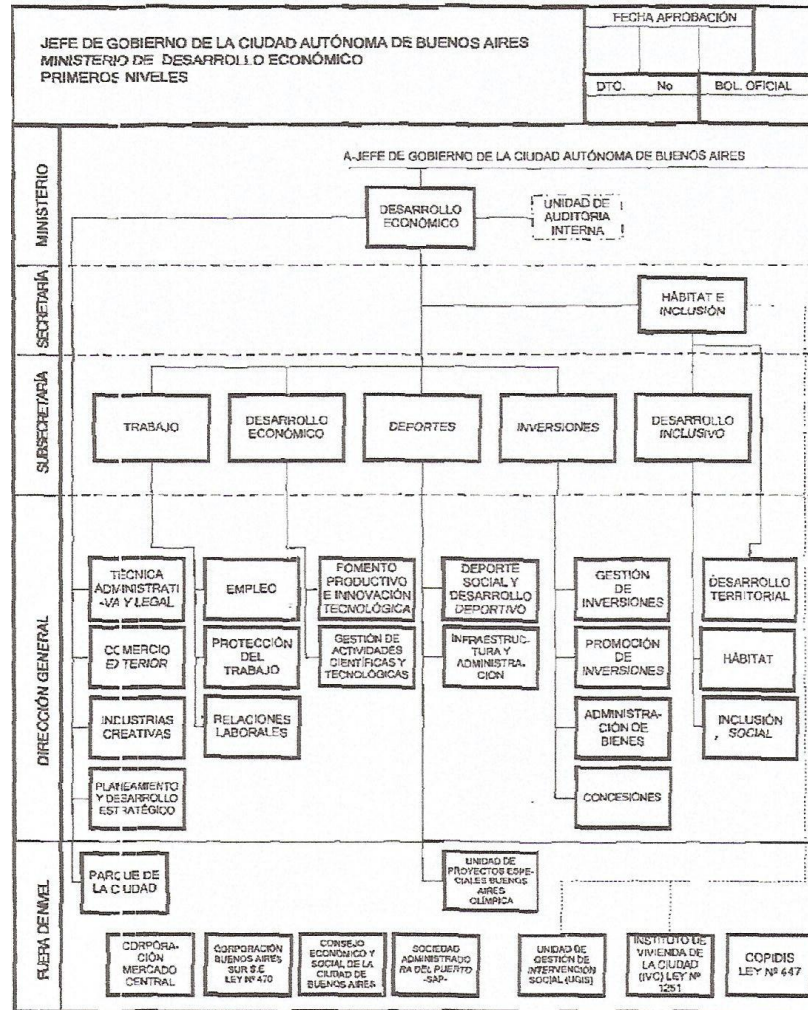 JEFE DE GOBIERNO DE LA CIUDAD AUTÓNOMA DE BUENOS AIRES
MINISTERIO DE DESARROLLO ECONÓMICO
PRIMEROS NIVELES
FECHA APROBACIÓN
DTO. No
BOL. OFICIAL
MINISTERIO
A-JEFE DE GOBIERNO DE LA CIUDAD AUTÓNOMA DE BUENOS AIRES
DESARROLLO
ECONÓMICO
UNIDAD DE
AUDITORIA
INTERNA
SECRETARÍA
HÁBITAT E
INCLUSIÓN
SUBSECRETARÍA
TRABAJO
DESARROLLO
ECONÓMICO
DEPORTES
INVERSIONES
DESARROLLO
INCLUSIVO
DIRECCIÓN GENERAL
TÉCNICA
ADMINISTRATI
-VA Y LEGAL
EMPLEO
FOMENTO
PRODUCTIVO
E INNOVACIÓN
TECNOLÓGICA
DEPORTE
SOCIAL Y
DESARROLLO
DEPORTIVO
GESTIÓN
DE
INVERSIONES
DESARROLLO
TERRITORIAL
COMERCIO
EXTERIOR
PROTECCIÓN
DEL
TRABAJO
GESTIÓN DE
ACTIVIDADES
CIENTÍFICAS Y
TECNOLÓGICAS
INFRAESTRUC-
TURA Y
ADMINISTRA-
CIÓN
PROMOCIÓN
DE
INVERSIONES
HÁBITAT
INDUSTRIAS
CREATIVAS
RELACIONES
LABORALES
ADMINISTRA-
CIÓN DE
BIENES
INCLUSIÓN
SOCIAL
PLANEAMIENTO
Y DESARROLLO
ESTRATÉGICO
CONCESIONES
FUERA DE NIVEL
PARQUE DE
LA CIUDAD
UNIDAD DE
PROYECTOS ESPE-
CIALES BUENOS
AIRES
OLÍMPICA
CORPORA-
CIÓN
MERCADO
CENTRAL
CORPORACIÓN
BUENOS AIRES
SUR S.E
LEY Nº 470
CONSEJO
ECONÓMICO Y
SOCIAL DE LA
CIUDAD DE
BUENOS AIRES
SOCIEDAD
ADMINISTRADO
RA DEL PUERTO
-SAP-
UNIDAD DE
GESTIÓN DE
INTERVENCIÓN
SOCIAL (UGIS)
INSTITUTO DE
VIVIENDA DE
LA CIUDAD
(IVC) LEY Nº
1251
COPIDIS
LEY Nº 447